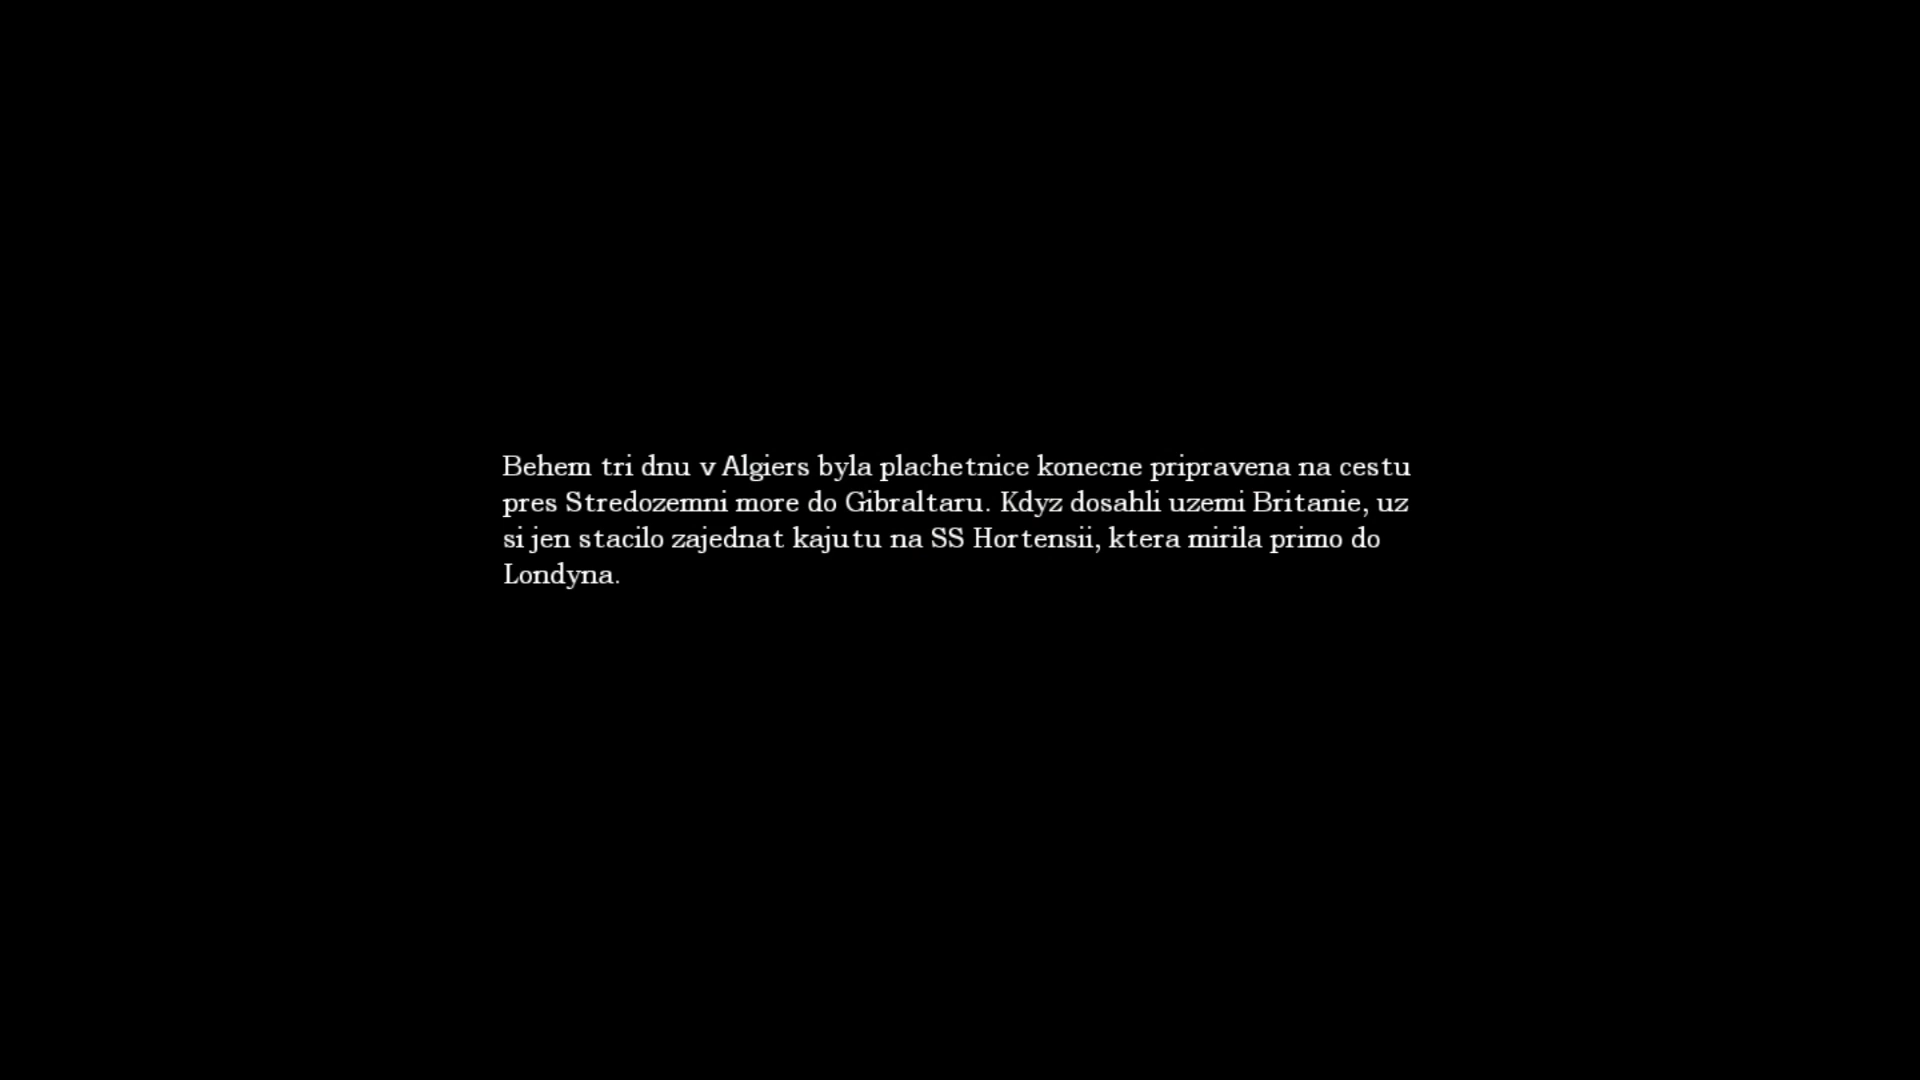 Behem tri dnu v Algiers byla plachetnice konecne pripravena na cestu
pres Stredozemni more do Gibraltaru. Kdyz dosahli uzemi Britanie, uz
si jen stacilo zajednat kajutu na SS Hortensii, ktera mirila primo do
Londyna.